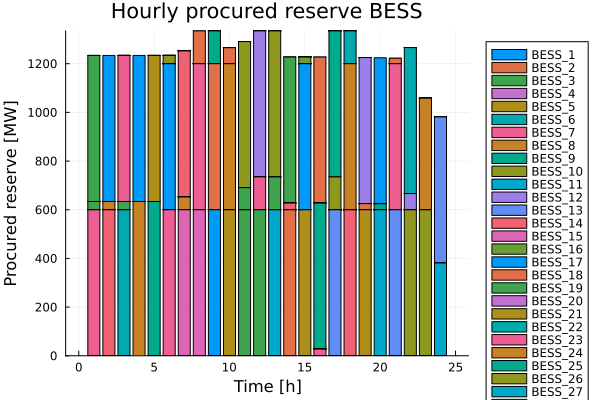 Hourly procured reserve BESS
Procured reserve [MW]
1200
1000
800
600
400
200
0
0 5 10 15 20 25
Time [h]
BESS_1
BESS_2
BESS_3
BESS_4
BESS_5
BESS_6
BESS_7
BESS_8
BESS_9
BESS_10
BESS_11
BESS_12
BESS_13
BESS_14
BESS_15
BESS_16
BESS_17
BESS_18
BESS_19
BESS_20
BESS_21
BESS_22
BESS_23
BESS_24
BESS_25
BESS_26
BESS_27